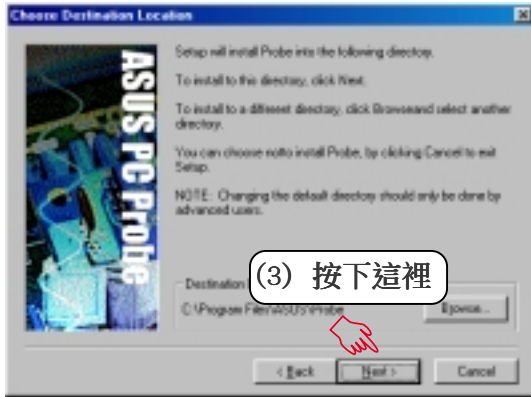 Choose Destination Location
ASUS PC Probe
Setup will install Probe into the following directory.
To install to this directory, click Next.
To install to a different directory, click Browse and select another
directory.
You can choose not to install Probe, by clicking Cancel to exit
Setup.
NOTE: Changing the default directory should only be done by
advanced users.
Destination
(3) 按下這裡
C:\Program Files\ASUS\Probe
Browse...
< Back
Next >
Cancel